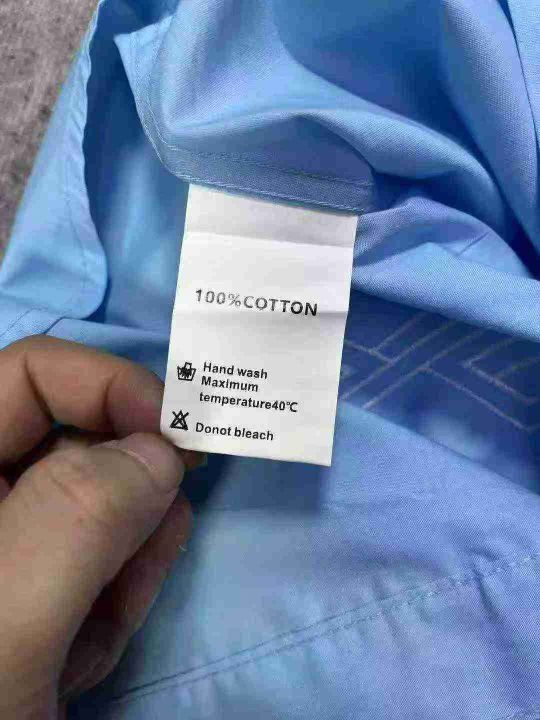 100%COTTON
Hand wash
Maximum
temperature40℃
Donot bleach